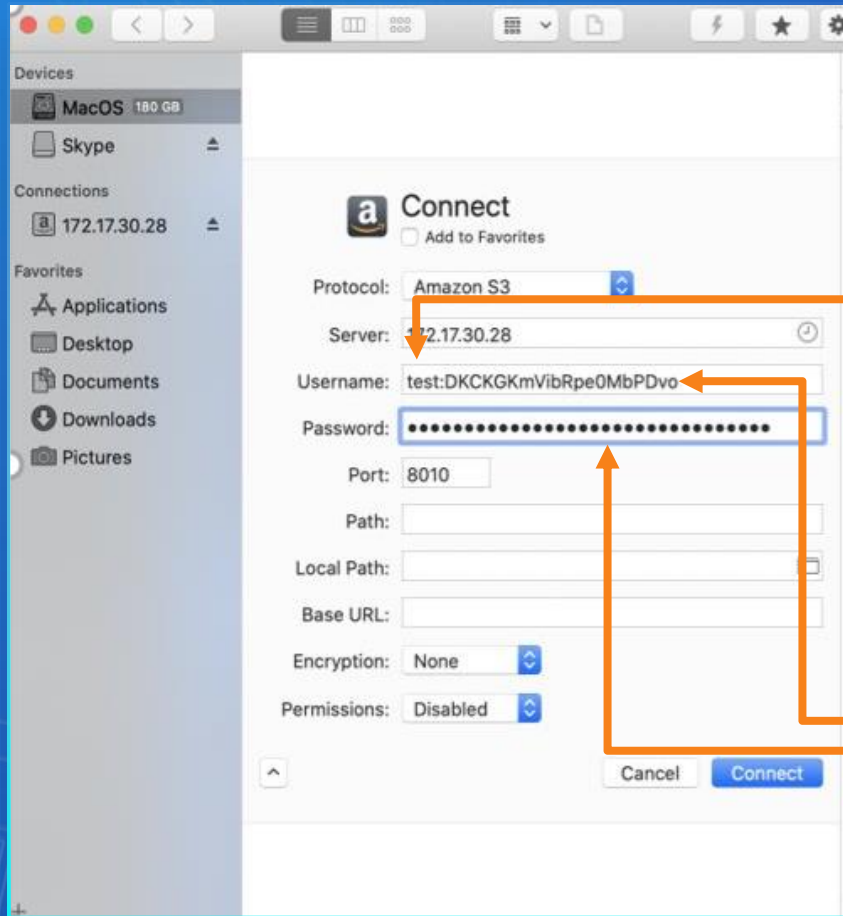 Devices
MacOS 180 GB
Skype
Connections
172.17.30.28
Favorites
Applications
Desktop
Documents
Downloads
Pictures
Connect
Add to Favorites
Protocol: Amazon S3
Server: 172.17.30.28
Username: test:DKCKGKmVibRpe0MbPDvo
Password: ••••••••••••••••••••••••••••••••
Port: 8010
Path:
Local Path:
Base URL:
Encryption: None
Permissions: Disabled
Cancel Connect